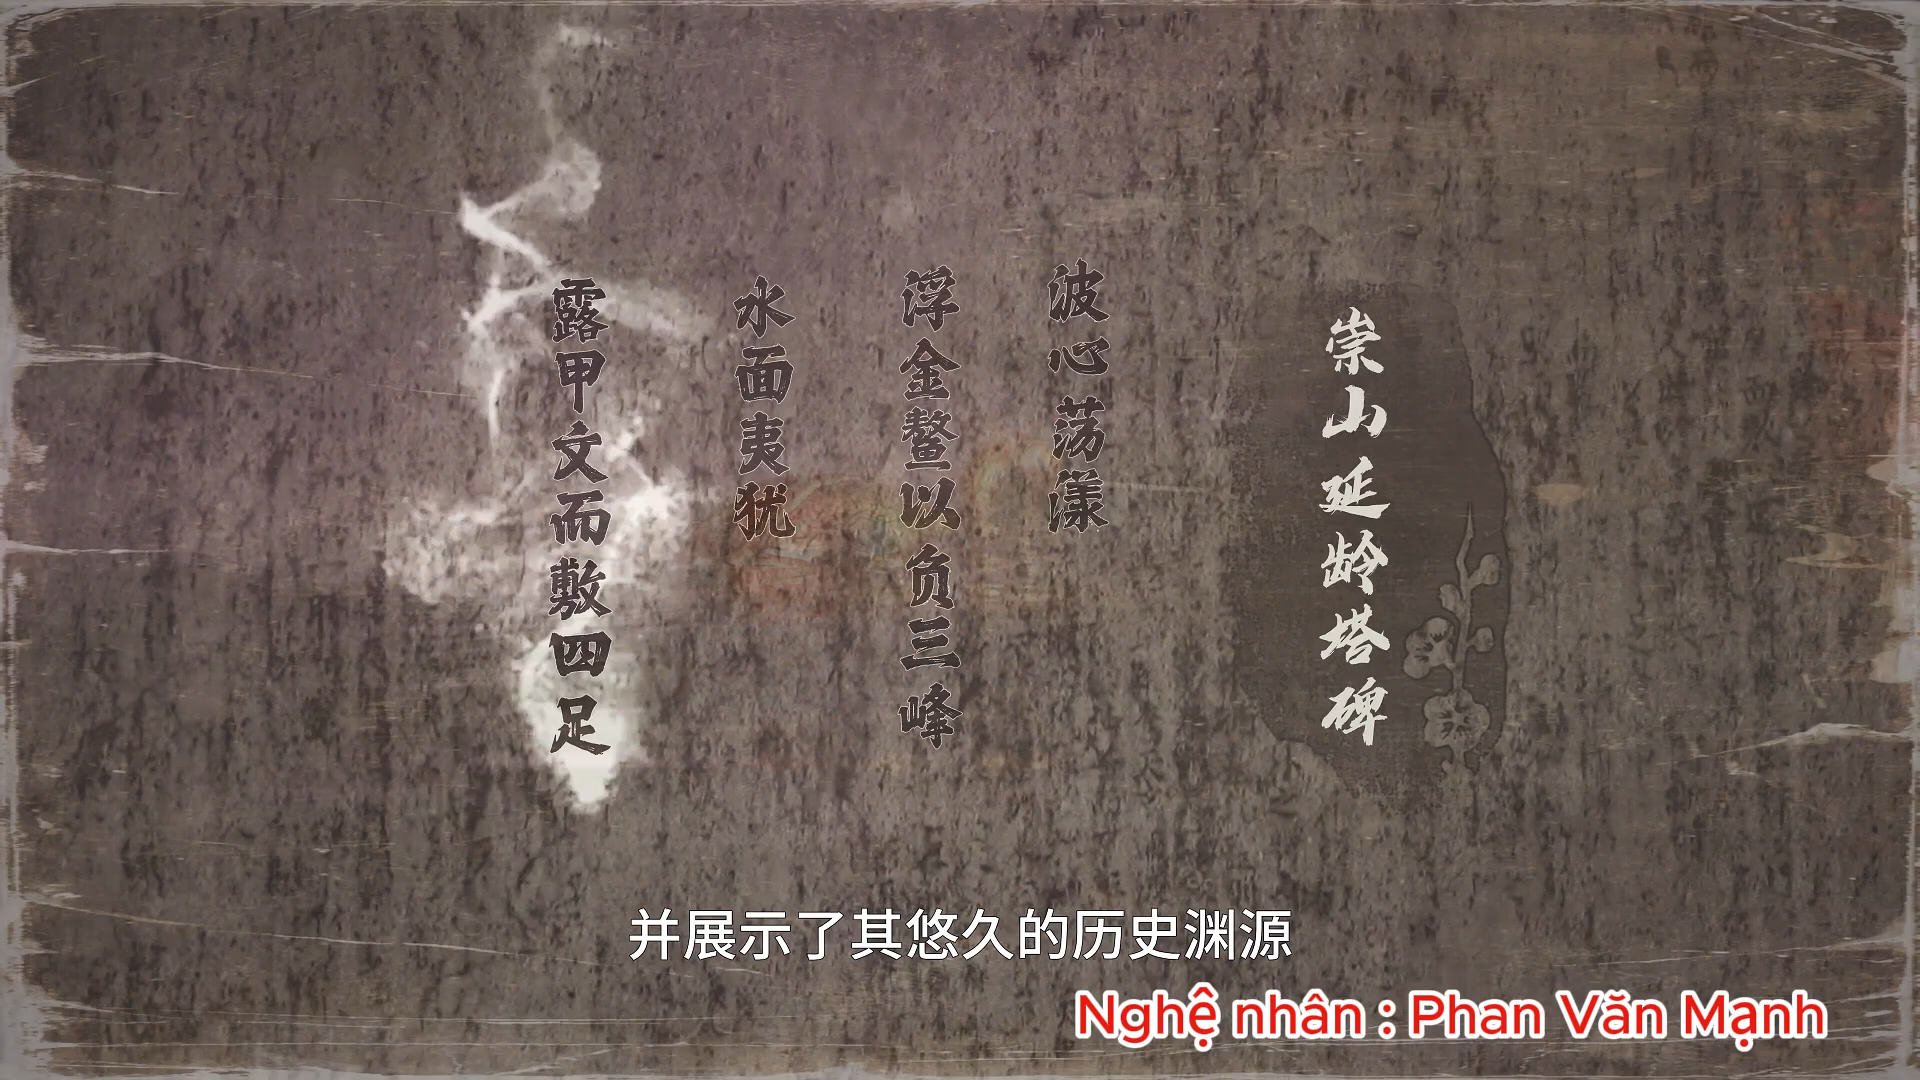 崇山延龄塔碑
波心荡漾
浮金鳌以负三峰
水面夷犹
露甲文而敷四足
并展示了其悠久的历史渊源
Nghệ nhân : Phan Văn Mạnh